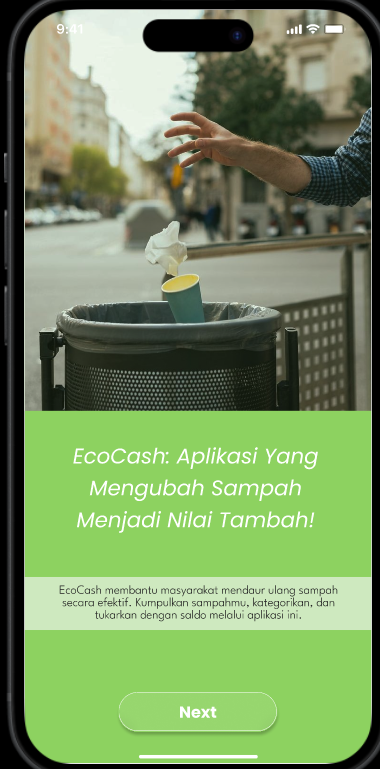 9:41
EcoCash: Aplikasi Yang
Mengubah Sampah
Menjadi Nilai Tambah!
EcoCash membantu masyarakat mendaur ulang sampah
secara efektif. Kumpulkan sampahmu, kategorikan, dan
tukarkan dengan saldo melalui aplikasi ini.
Next